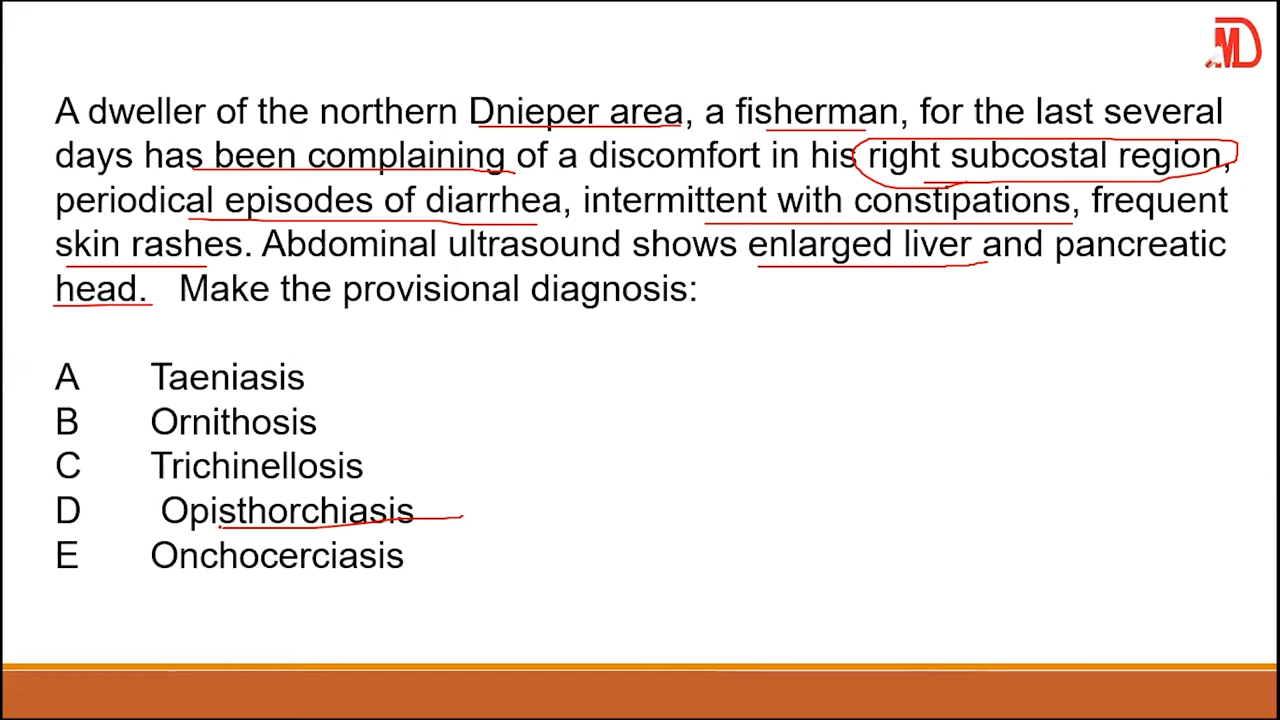 MD
A dweller of the northern Dnieper area, a fisherman, for the last several
days has been complaining of a discomfort in his right subcostal region,
periodical episodes of diarrhea, intermittent with constipations, frequent
skin rashes. Abdominal ultrasound shows enlarged liver and pancreatic
head. Make the provisional diagnosis:
A Taeniasis
B Ornithosis
C Trichinellosis
D Opisthorchiasis
E Onchocerciasis